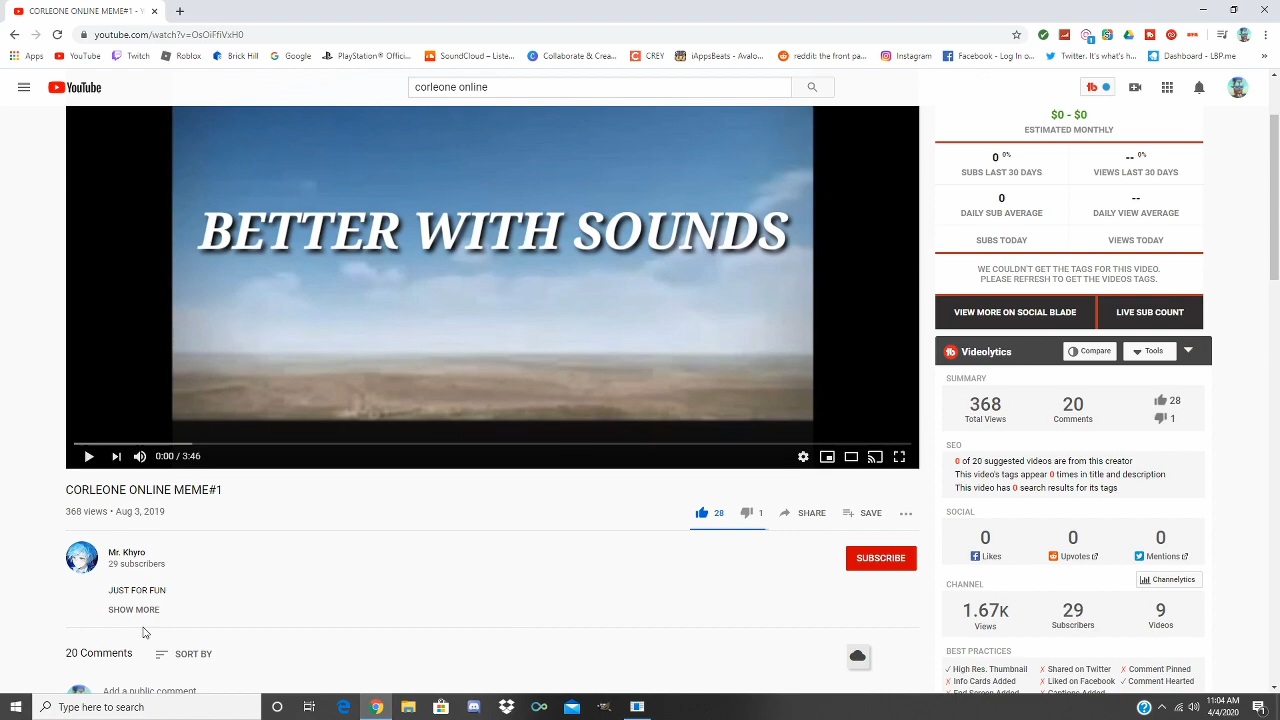 CORLEONE ONLINE MEME#1 - Y
youtube.com/watch?v=OsOiFfiVxH0
Apps YouTube Twitch Roblox Brick Hill Google Playstation® Offici... SoundCloud – Liste... Collaborate & Crea... CREY iAppsBeats - YouT... reddit: the front pa... Instagram Facebook - Log In o... Twitter. It's what's... Dashboard - LBP.me
YouTube
corleone online
$0 - $0
ESTIMATED MONTHLY
0 0%
-- 0%
SUBS LAST 30 DAYS
VIEWS LAST 30 DAYS
0
--
DAILY SUB AVERAGE
DAILY VIEW AVERAGE
SUBS TODAY
VIEWS TODAY
WE COULDN'T GET THE TAGS FOR THIS VIDEO.
PLEASE REFRESH TO GET THE VIDEOS TAGS.
VIEW MORE ON SOCIAL BLADE
LIVE SUB COUNT
BETTER WITH SOUNDS
0:00 / 3:46
CORLEONE ONLINE MEME#1
368 views • Aug 3, 2019
28
1
SHARE
SAVE
Mr. Khyro
29 subscribers
SUBSCRIBE
JUST FOR FUN
SHOW MORE
20 Comments
SORT BY
Add a public comment
Videolytics
Compare
Tools
SUMMARY
368
20
28
Total Views
Comments
1
SEO
0 of 20 suggested videos are from this creator
This video's tags appear 0 times in title and description
This video has 0 search results for its tags
SOCIAL
0
0
0
Likes
Upvotes
Mentions
CHANNEL
Channelytics
1.67K
29
9
Views
Subscribers
Videos
BEST PRACTICES
✓ High Res. Thumbnail ✗ Shared on Twitter ✗ Comment Pinned
✗ Info Cards Added ✗ Liked on Facebook ✓ Comment Hearted
Type here to search
11:04 AM
4/4/2020